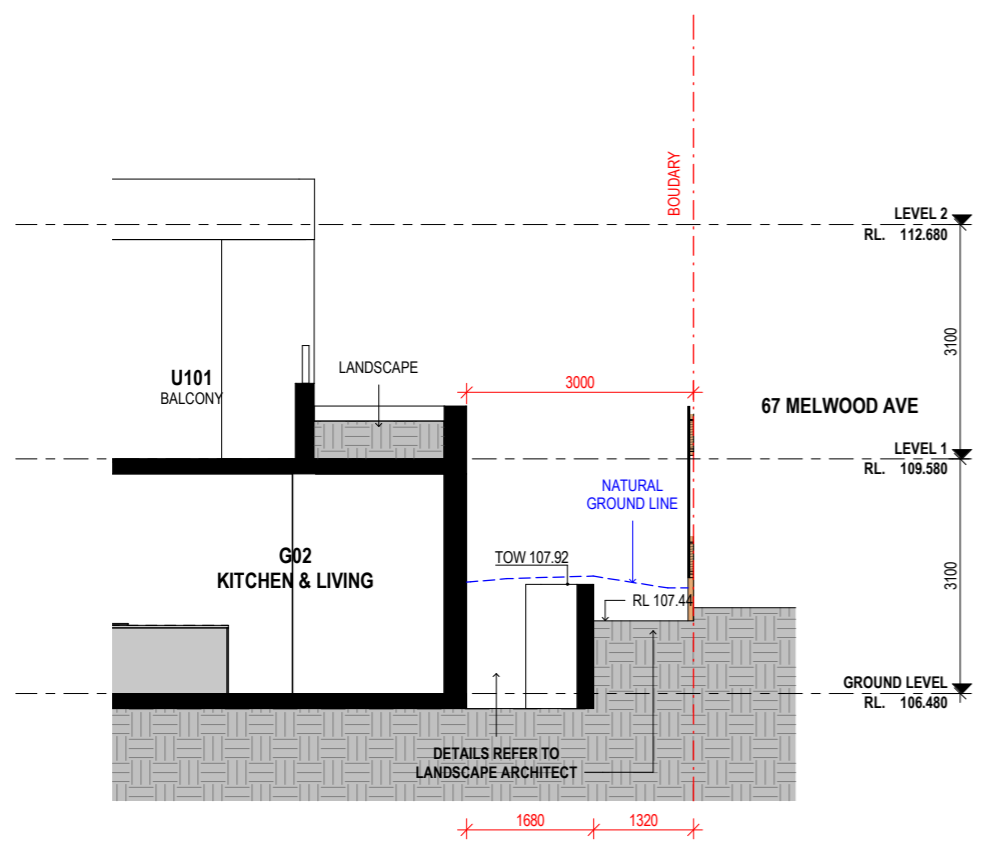 BOUDARY
LEVEL 2
RL. 112.680
3100
LANDSCAPE
U101
BALCONY
3000
67 MELWOOD AVE
LEVEL 1
RL. 109.580
NATURAL
GROUND LINE
TOW 107.92
G02
KITCHEN & LIVING
RL 107.44
3100
GROUND LEVEL
RL. 106.480
DETAILS REFER TO
LANDSCAPE ARCHITECT
1680
1320